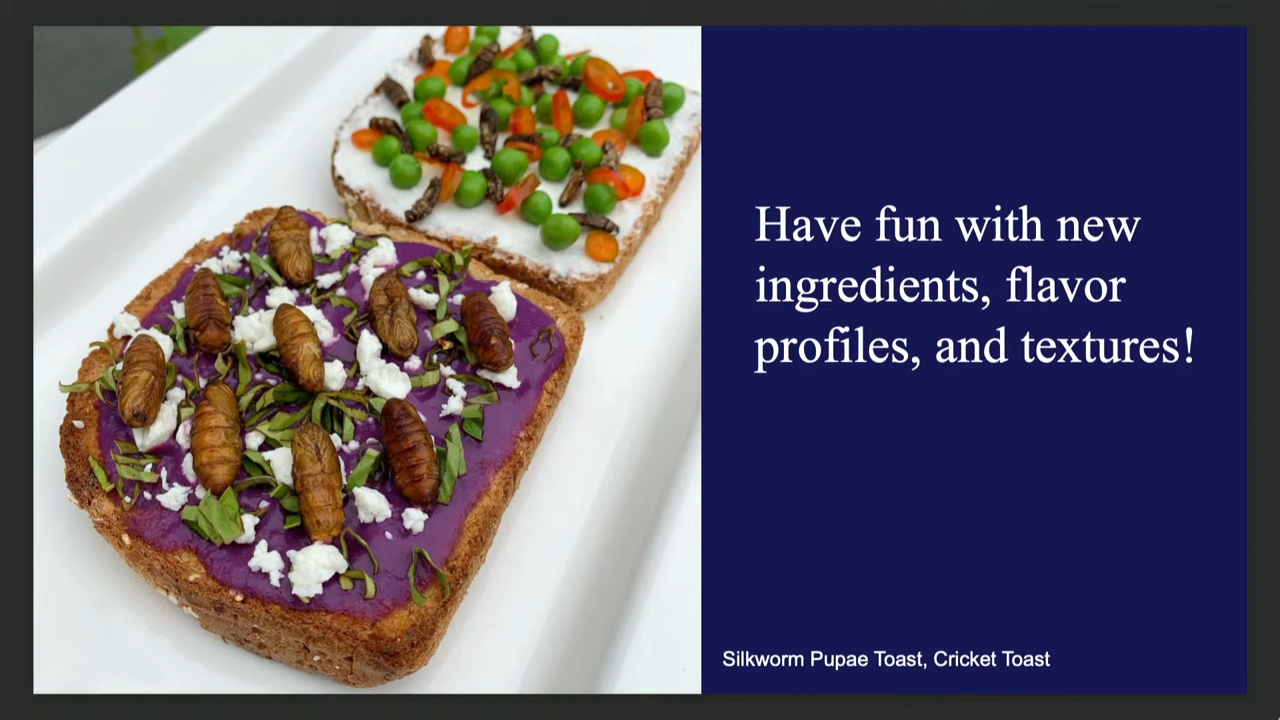 Have fun with new
ingredients, flavor
profiles, and textures!
Silkworm Pupae Toast, Cricket Toast